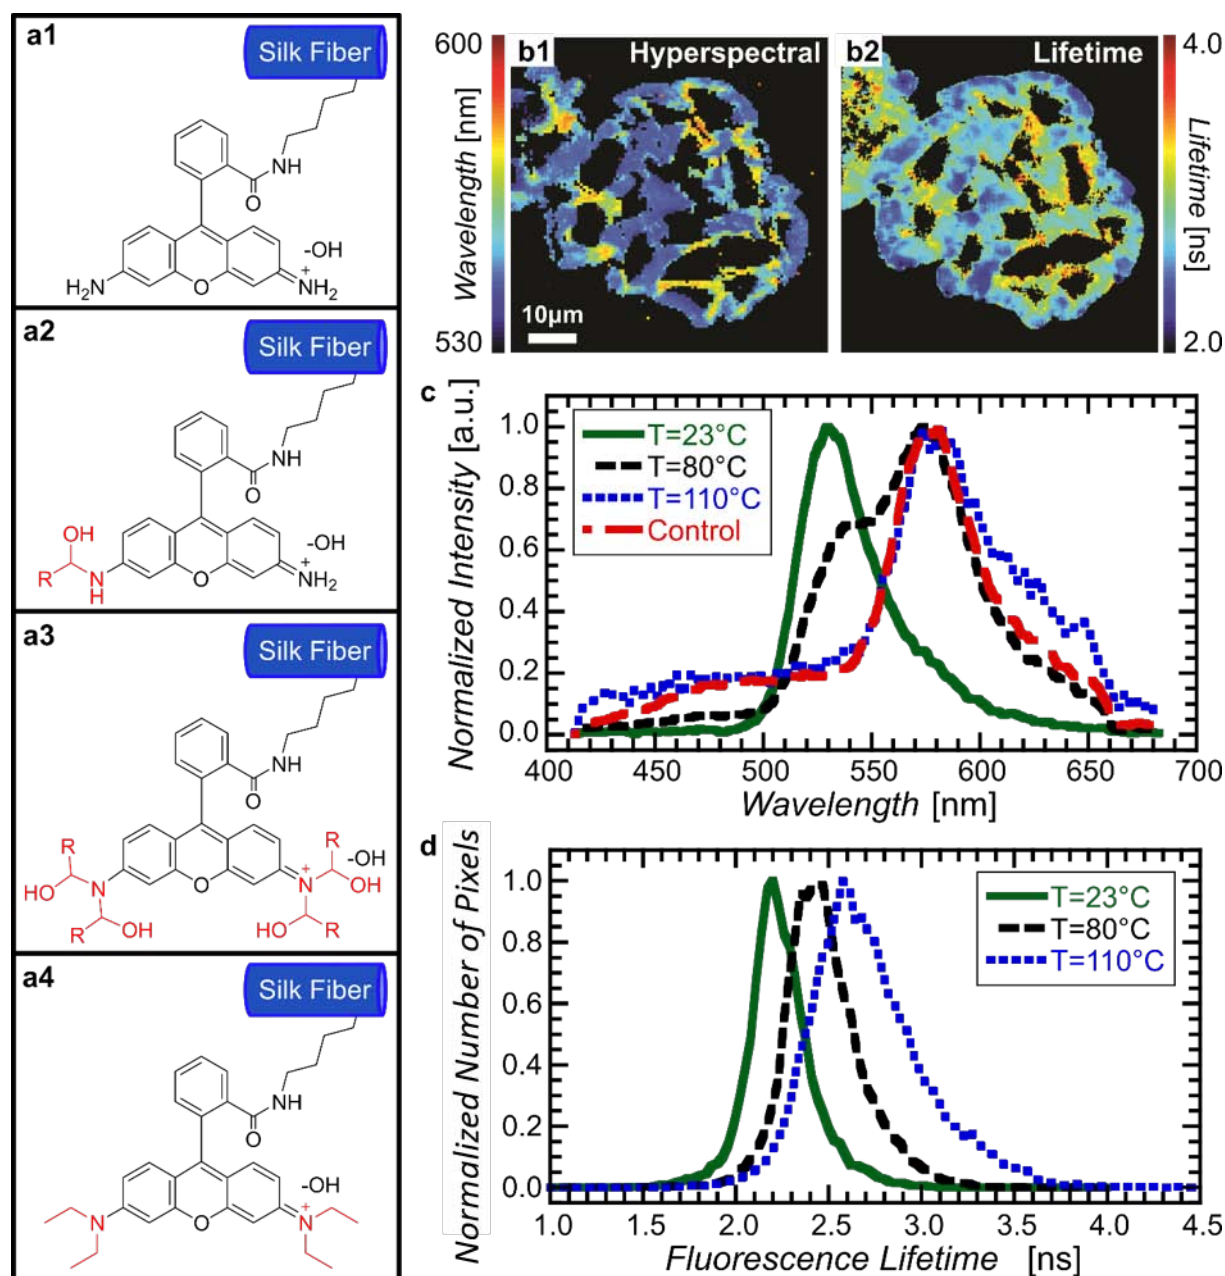 a1
Silk Fiber
NH
O
-OH
H2N
O
+
NH2
a2
Silk Fiber
NH
O
OH
-OH
R
N
H
O
+
NH2
a3
Silk Fiber
NH
O
R
R
-OH
HO
N
O
+
N
OH
R
OH
HO
R
a4
Silk Fiber
NH
O
-OH
N
O
+
N
600
Wavelength [nm]
530
b1 Hyperspectral
10µm
b2 Lifetime
4.0
Lifetime [ns]
2.0
c
Normalized Intensity [a.u.]
1.0
0.8
0.6
0.4
0.2
0.0
T=23°C
T=80°C
T=110°C
Control
400 450 500 550 600 650 700
Wavelength [nm]
d
Normalized Number of Pixels
1.0
0.8
0.6
0.4
0.2
0.0
T=23°C
T=80°C
T=110°C
1.0 1.5 2.0 2.5 3.0 3.5 4.0 4.5
Fluorescence Lifetime [ns]